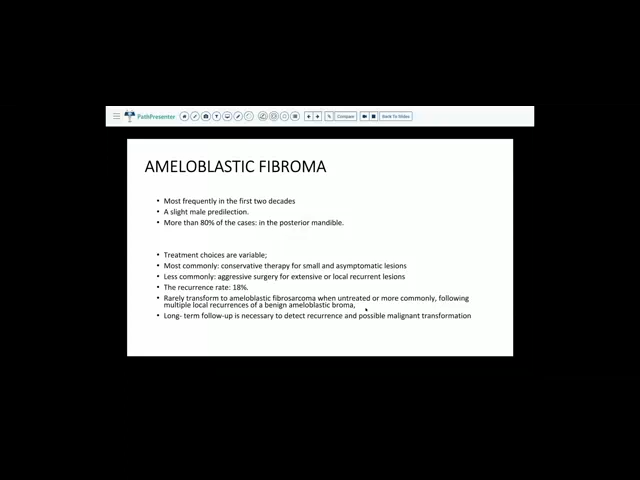 PathPresenter
Compare
Back To Slides
AMELOBLASTIC FIBROMA
• Most frequently in the first two decades
• A slight male predilection.
• More than 80% of the cases: in the posterior mandible.
• Treatment choices are variable;
• Most commonly: conservative therapy for small and asymptomatic lesions
• Less commonly: aggressive surgery for extensive or local recurrent lesions
• The recurrence rate: 18%.
• Rarely transform to ameloblastic fibrosarcoma when untreated or more commonly, following
multiple local recurrences of a benign ameloblastic broma,
• Long- term follow-up is necessary to detect recurrence and possible malignant transformation